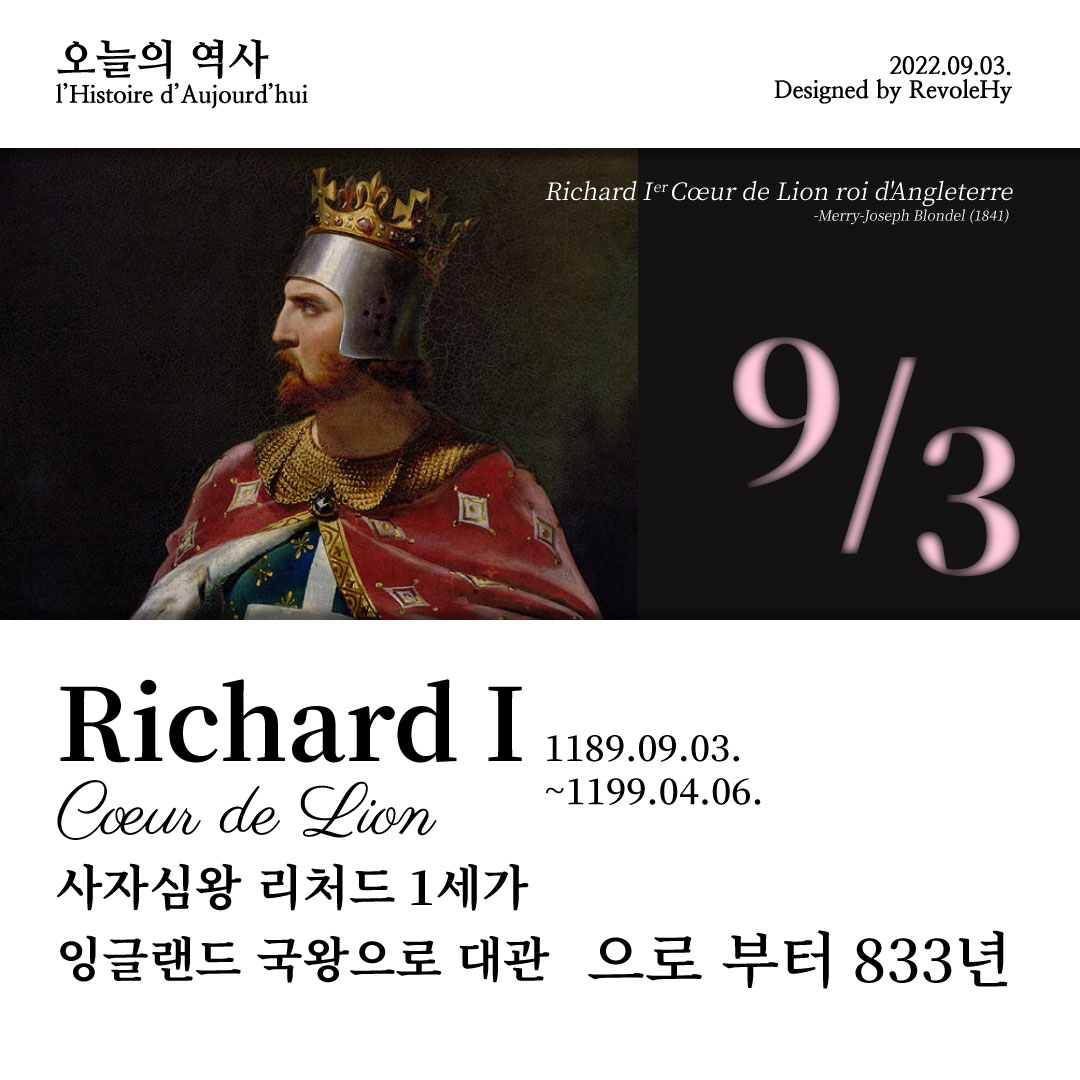 오늘의 역사
l’Histoire d’Aujourd’hui
2022.09.03.
Designed by RevoleHy
Richard Iᵉʳ Cœur de Lion roi d'Angleterre
-Merry-Joseph Blondel (1841)
9/3
Richard I
1189.09.03.
~1199.04.06.
Cœur de Lion
사자심왕 리처드 1세가
잉글랜드 국왕으로 대관 으로 부터 833년